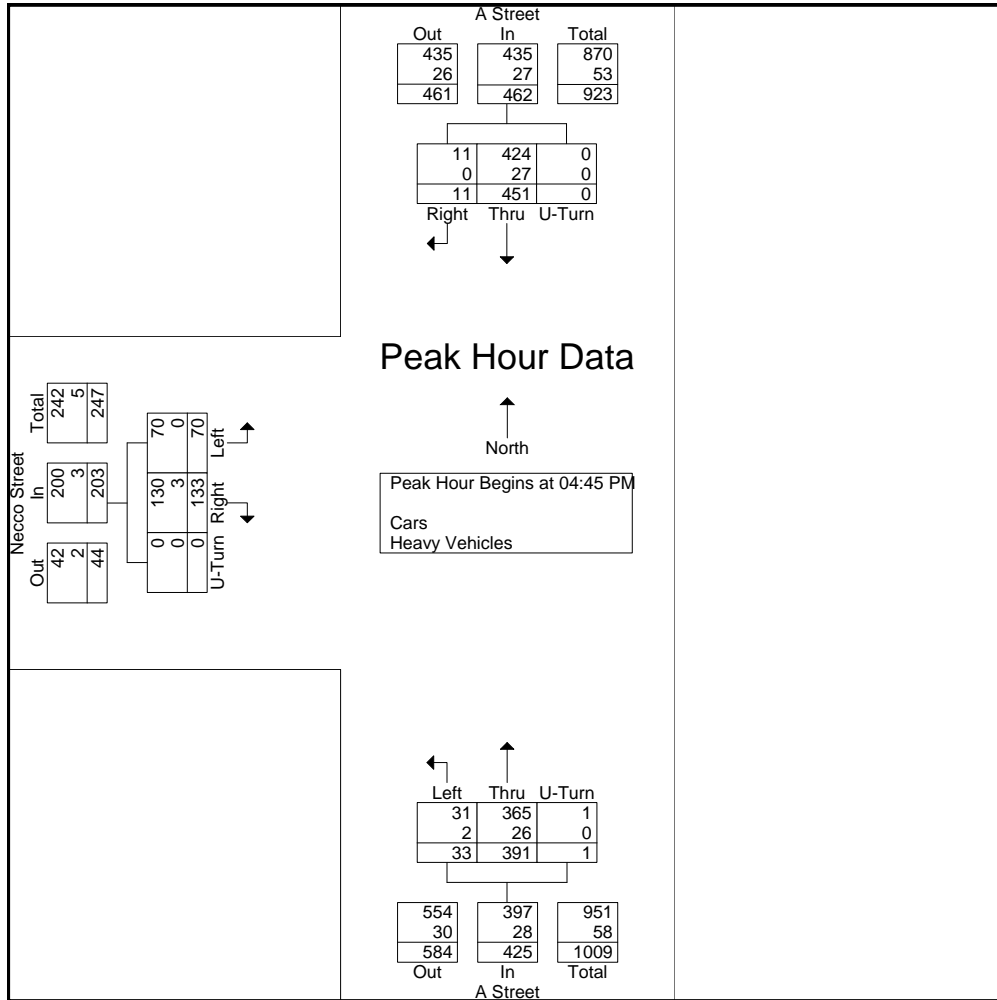 A Street
Out In Total
435 435 870
26 27 53
461 462 923
11 424 0
0 27 0
11 451 0
Right Thru U-Turn
Peak Hour Data
North
Peak Hour Begins at 04:45 PM
Cars
Heavy Vehicles
Necco Street
Out In Total
42 200 242
2 3 5
44 203 247
0 130 70
0 3 0
0 133 70
U-Turn Right Left
Left Thru U-Turn
31 365 1
2 26 0
33 391 1
554 397 951
30 28 58
584 425 1009
Out In Total
A Street